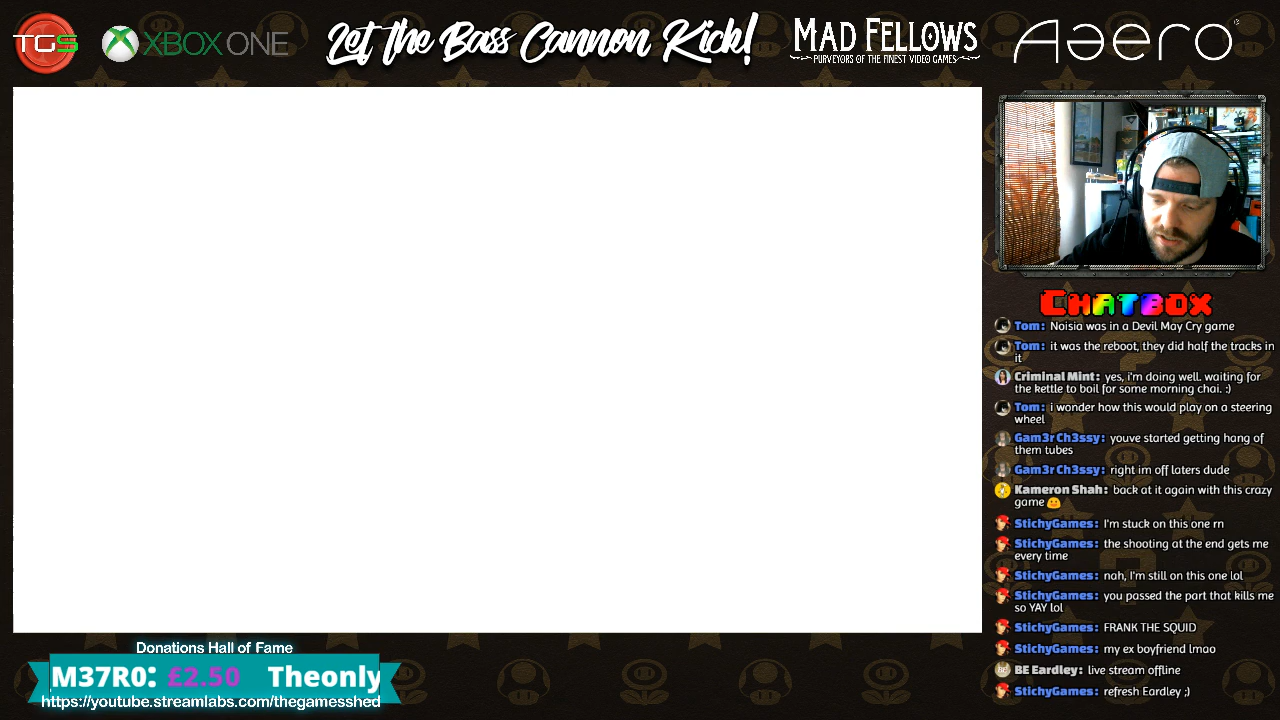 TGS XBOX ONE Let the Bass Cannon Kick! MAD FELLOWS Aaero
PURVEYORS OF THE FINEST VIDEO GAMES
CHATBOX
Tom: Noisia was in a Devil May Cry game
Tom: it was the reboot, they did half the tracks in
it
Criminal Mint: yes, i'm doing well. waiting for
the kettle to boil for some morning chai. :)
Tom: i wonder how this would play on a steering
wheel
Gam3r Ch3ssy: youve started getting hang of
them tubes
Gam3r Ch3ssy: right im off laters dude
Kameron Shah: back at it again with this crazy
game
StichyGames: I'm stuck on this one rn
StichyGames: the shooting at the end gets me
every time
StichyGames: nah, I'm still on this one lol
StichyGames: you passed the part that kills me
so YAY lol
StichyGames: FRANK THE SQUID
StichyGames: my ex boyfriend lmao
BE Eardley: live stream offline
StichyGames: refresh Eardley ;)
Donations Hall of Fame
M37R0: £2.50 Theonly
https://youtube.streamlabs.com/thegamesshed